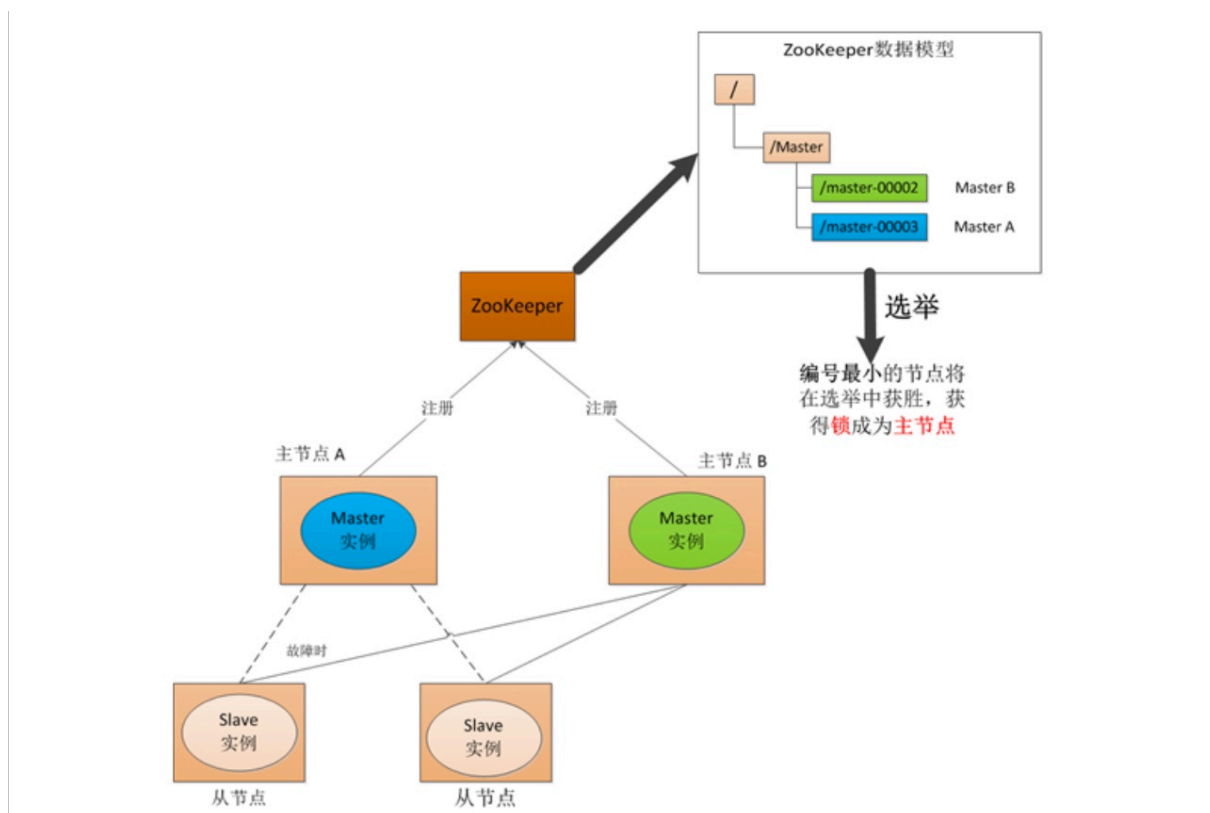 ZooKeeper数据模型
/
/Master
/master-00002
Master B
/master-00003
Master A
ZooKeeper
选举
编号最小的节点将
在选举中获胜，获
得锁成为主节点
注册
注册
主节点 A
主节点 B
Master
实例
Master
实例
故障时
Slave
实例
Slave
实例
从节点
从节点